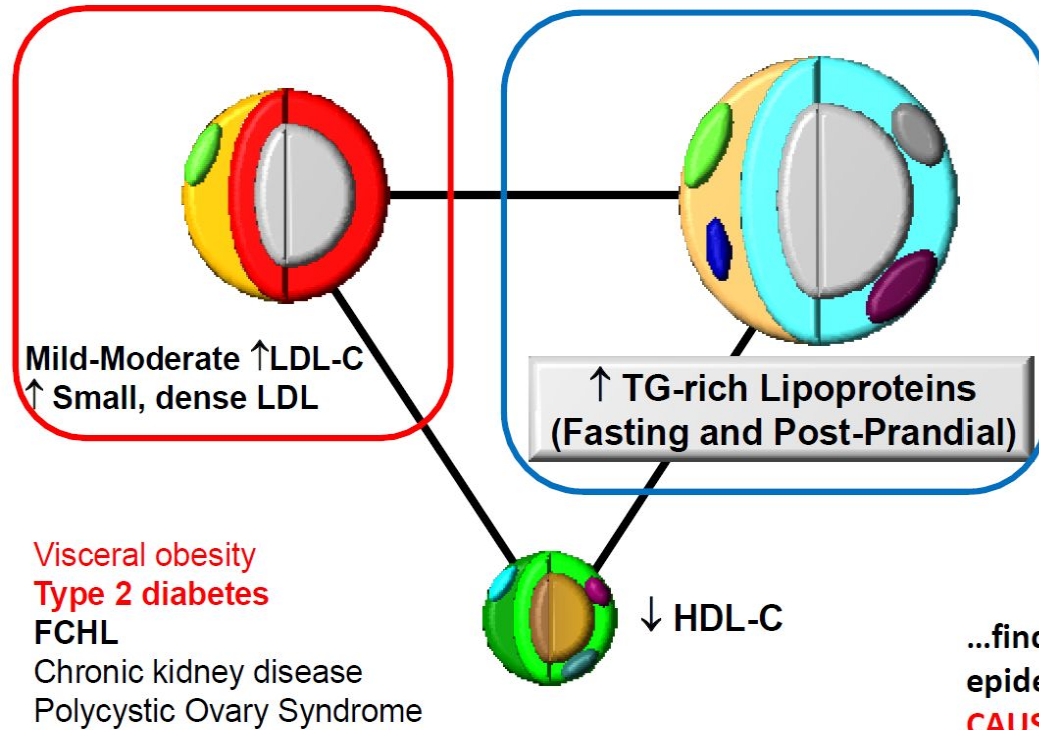 Mild-Moderate ↑LDL-C
↑ Small, dense LDL
↑ TG-rich Lipoproteins
(Fasting and Post-Prandial)
↓ HDL-C
Visceral obesity
Type 2 diabetes
FCHL
Chronic kidney disease
Polycystic Ovary Syndrome